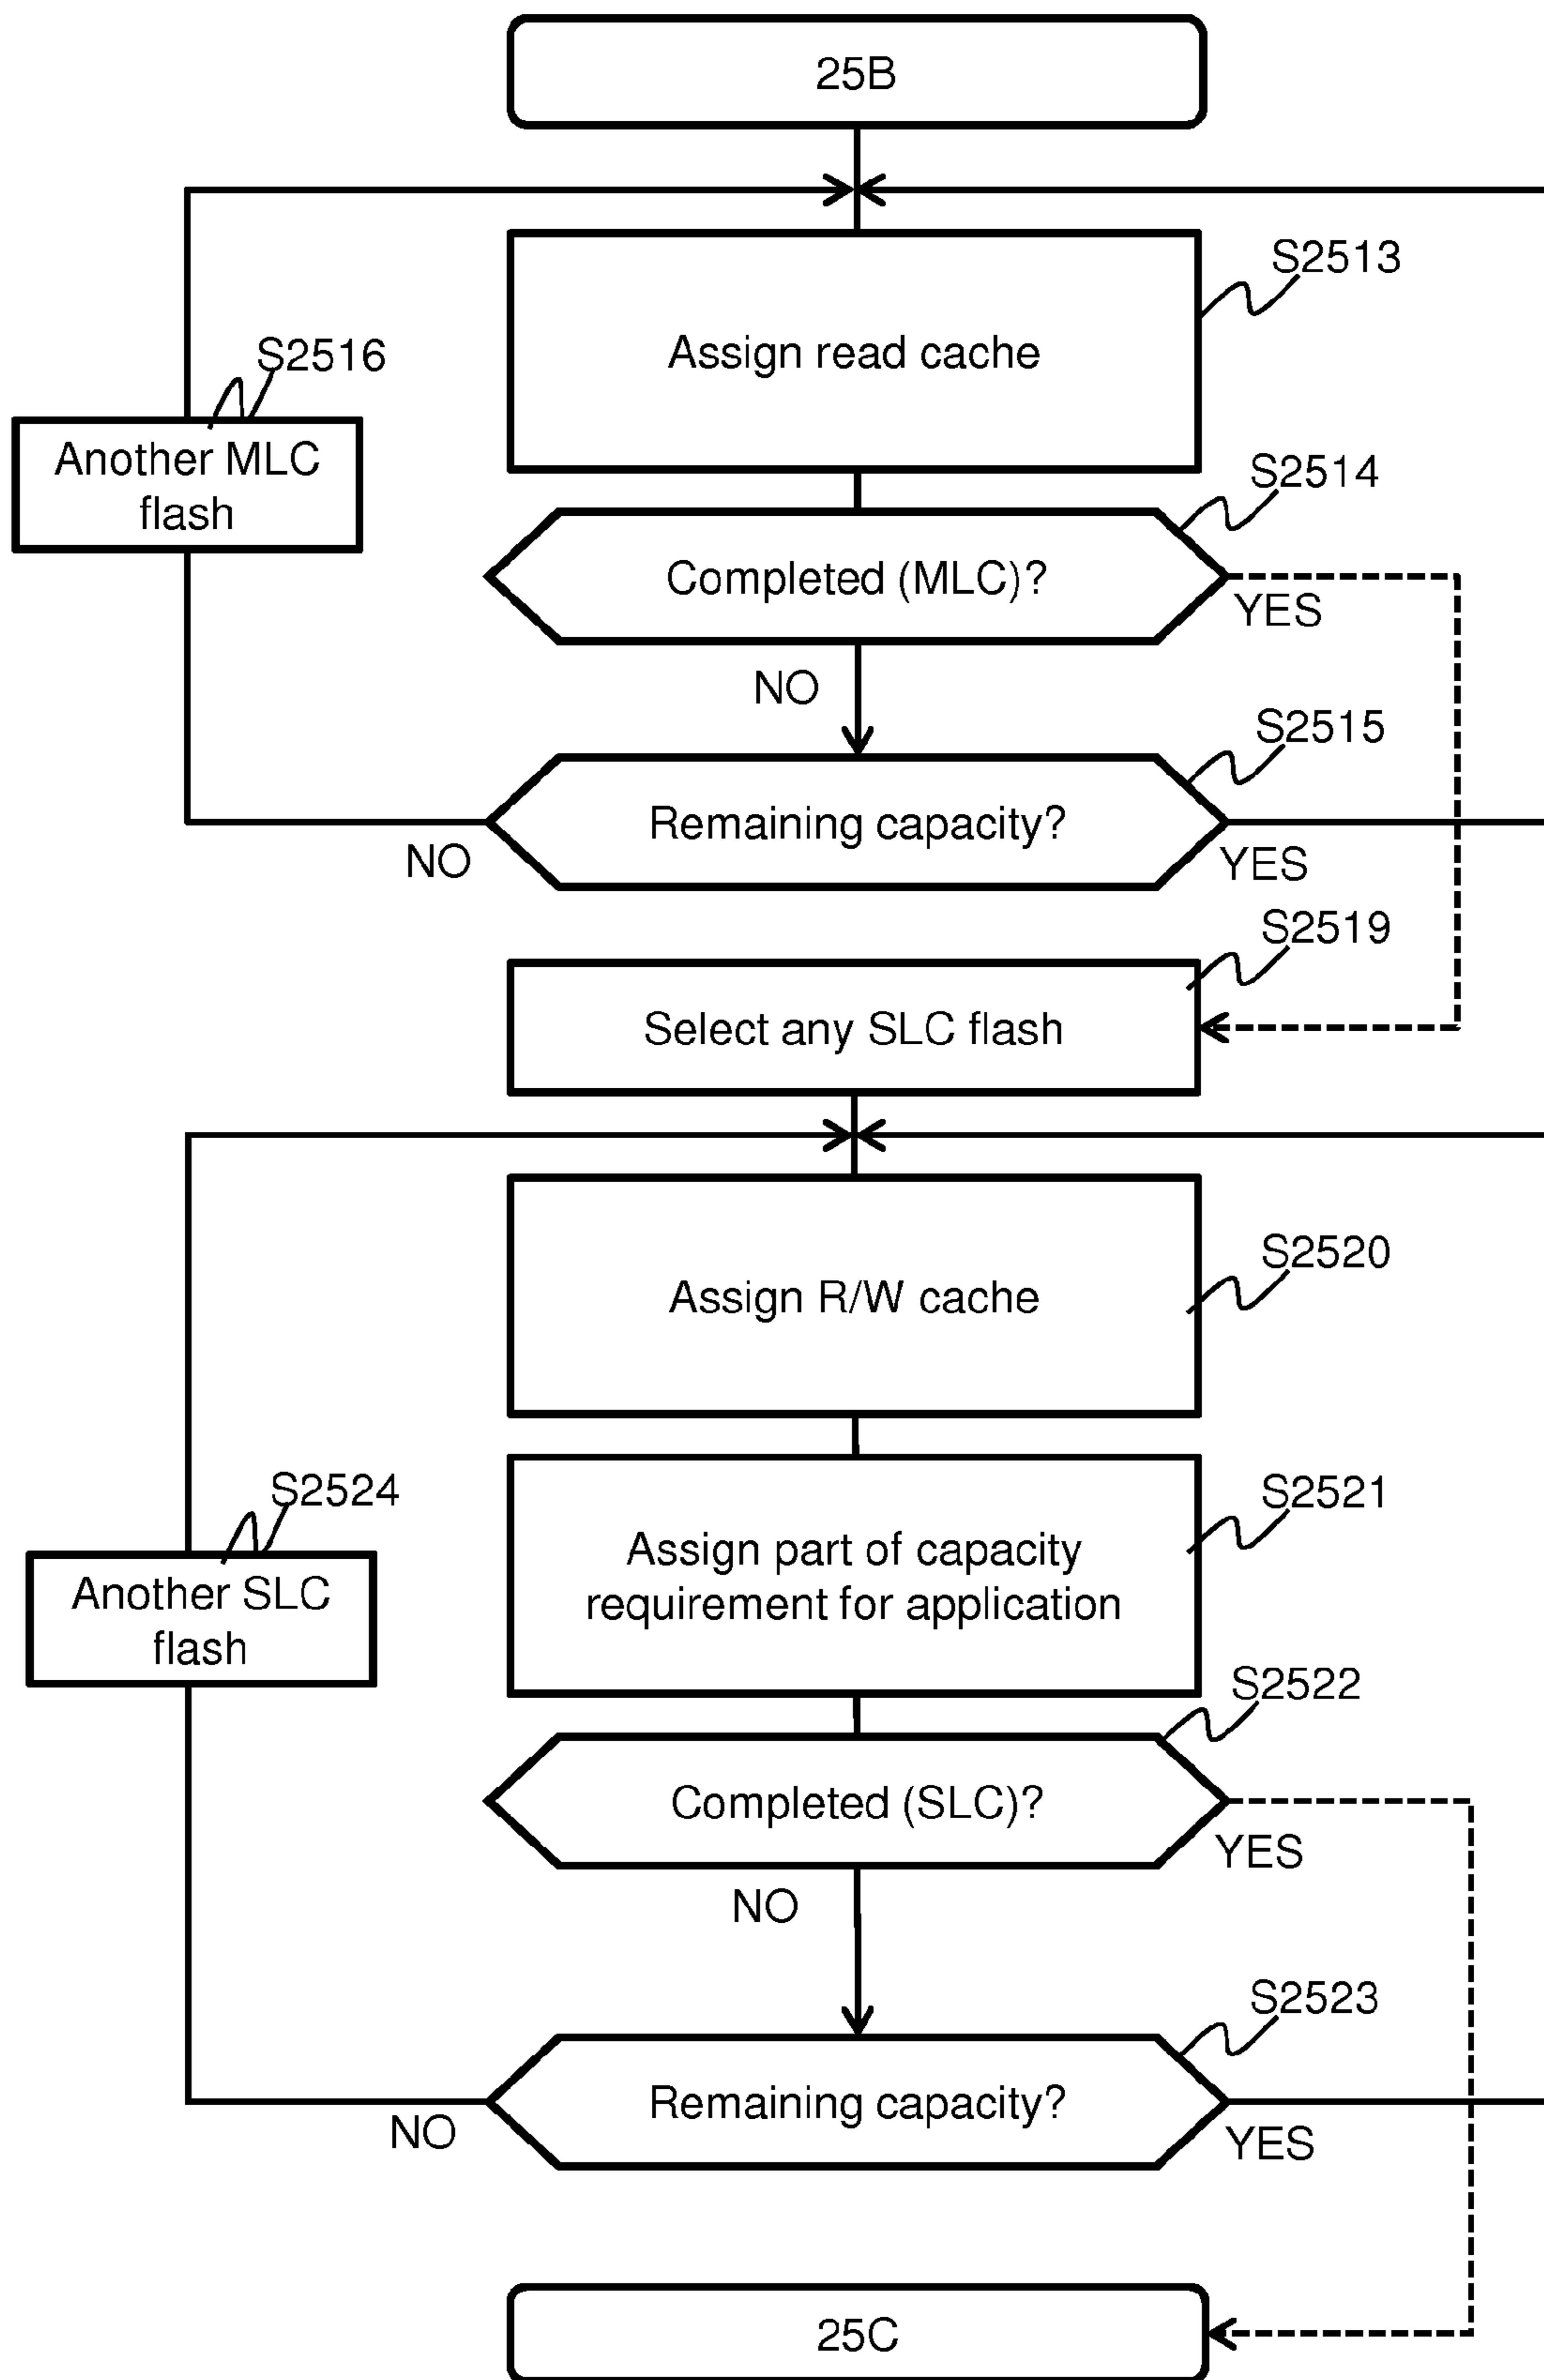 25B
S2513
Assign read cache
S2516
Another MLC
flash
S2514
Completed (MLC)?
YES
NO
S2515
Remaining capacity?
NO
YES
S2519
Select any SLC flash
S2520
Assign R/W cache
S2524
Another SLC
flash
S2521
Assign part of capacity
requirement for application
S2522
Completed (SLC)?
YES
NO
S2523
Remaining capacity?
NO
YES
25C